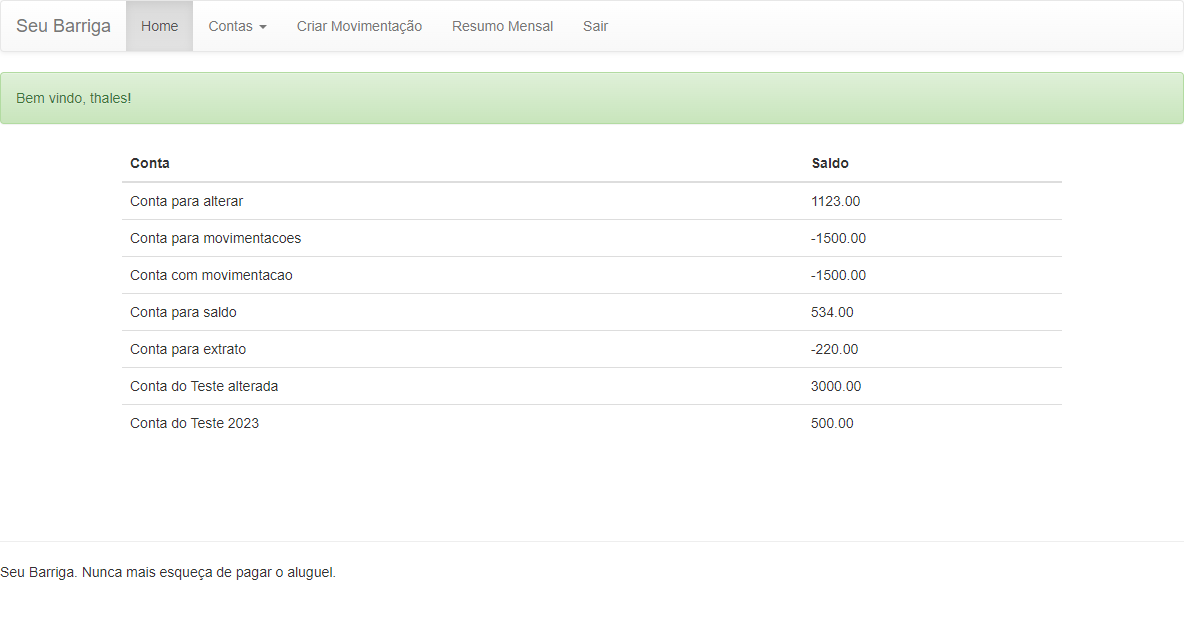 Seu Barriga Home Contas Criar Movimentação Resumo Mensal Sair
Bem vindo, thales!
Conta Saldo
Conta para alterar 1123.00
Conta para movimentacoes -1500.00
Conta com movimentacao -1500.00
Conta para saldo 534.00
Conta para extrato -220.00
Conta do Teste alterada 3000.00
Conta do Teste 2023 500.00
Seu Barriga. Nunca mais esqueça de pagar o aluguel.